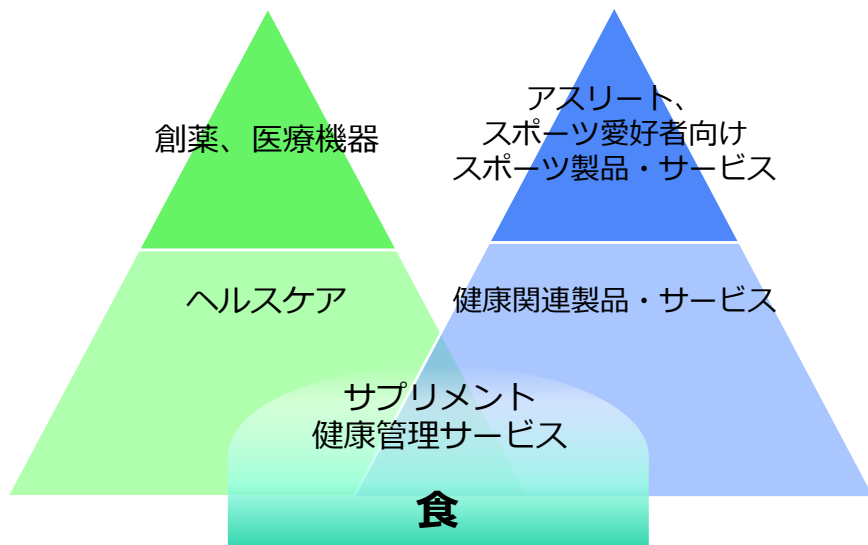 創薬、医療機器
アスリート、
スポーツ愛好者向け
スポーツ製品・サービス
ヘルスケア
健康関連製品・サービス
サプリメント
健康管理サービス
食